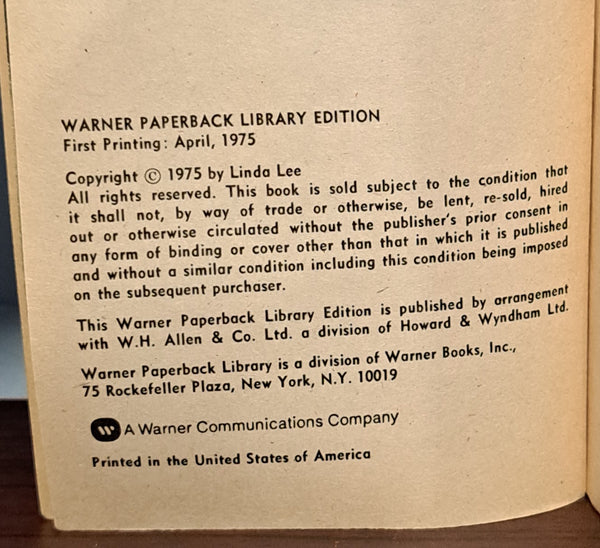 WARNER PAPERBACK LIBRARY EDITION
First Printing: April, 1975
Copyright © 1975 by Linda Lee
All rights reserved. This book is sold subject to the condition that
it shall not, by way of trade or otherwise, be lent, re-sold, hired
out or otherwise circulated without the publisher's prior consent in
any form of binding or cover other than that in which it is published
and without a similar condition including this condition being imposed
on the subsequent purchaser.
This Warner Paperback Library Edition is published by arrangement
with W.H. Allen & Co. Ltd. a division of Howard & Wyndham Ltd.
Warner Paperback Library is a division of Warner Books, Inc.,
75 Rockefeller Plaza, New York, N.Y. 10019
A Warner Communications Company
Printed in the United States of America